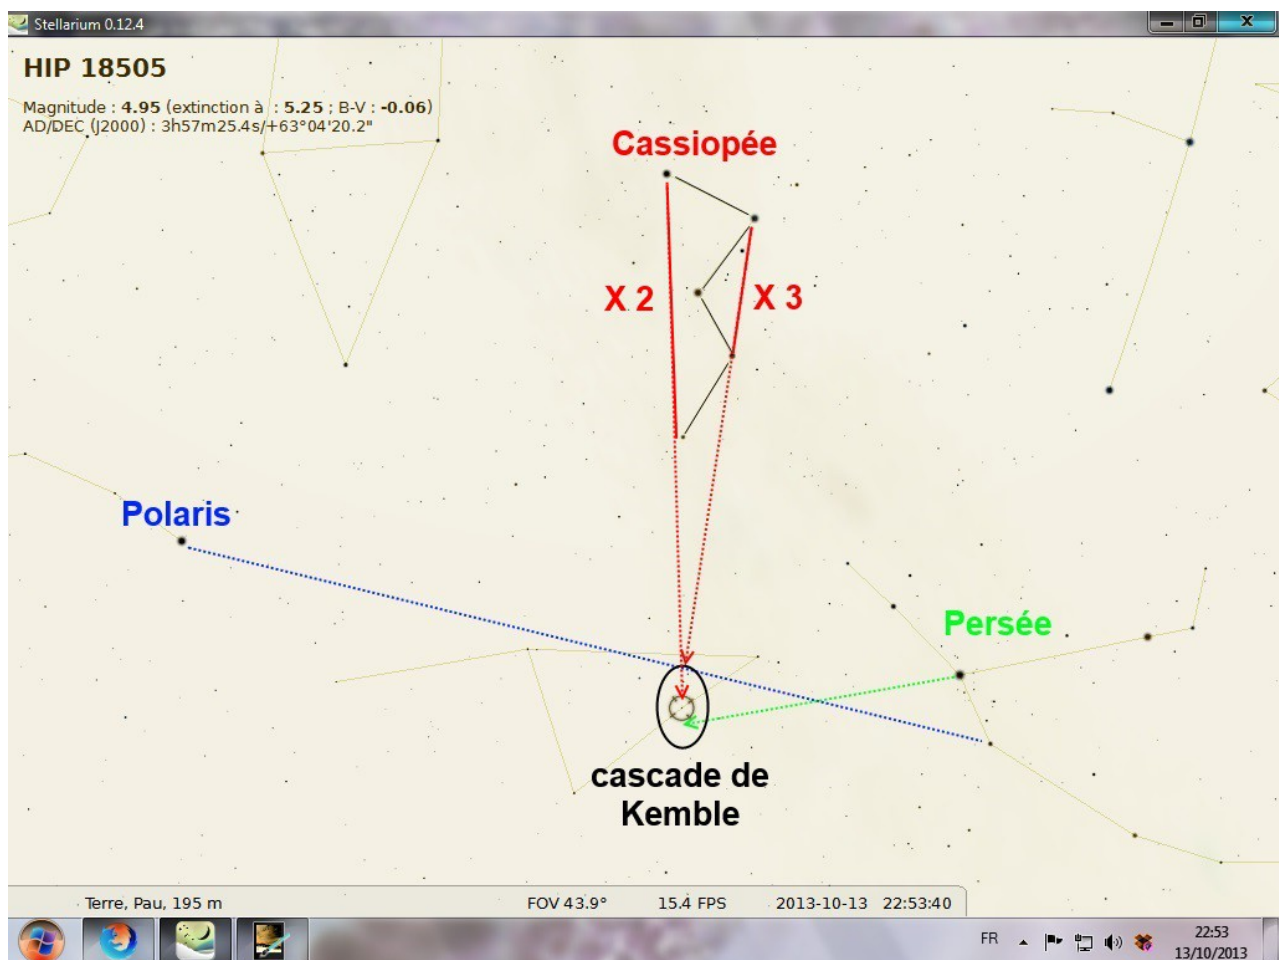 Stellarium 0.12.4
HIP 18505
Magnitude : 4.95 (extinction à : 5.25 ; B-V : -0.06)
AD/DEC (J2000) : 3h57m25.4s/+63°04'20.2"
Cassiopée
X 2
X 3
Polaris
Persée
cascade de
Kemble
Terre, Pau, 195 m FOV 43.9° 15.4 FPS 2013-10-13 22:53:40
FR
22:53
13/10/2013